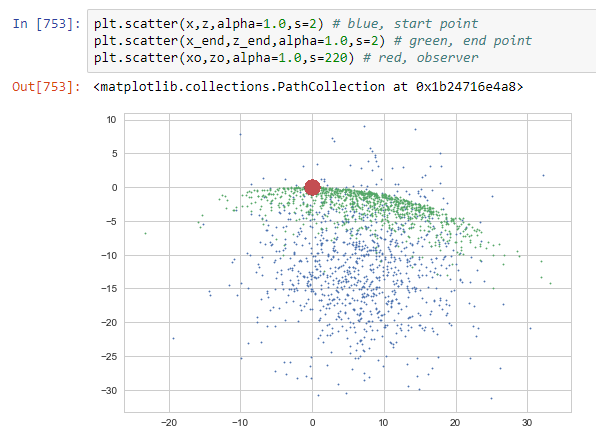 In [753]: plt.scatter(x,z,alpha=1.0,s=2) # blue, start point
plt.scatter(x_end,z_end,alpha=1.0,s=2) # green, end point
plt.scatter(xo,zo,alpha=1.0,s=220) # red, observer
Out[753]: <matplotlib.collections.PathCollection at 0x1b24716e4a8>
10
5
0
−5
−10
−15
−20
−25
−30
−20 −10 0 10 20 30